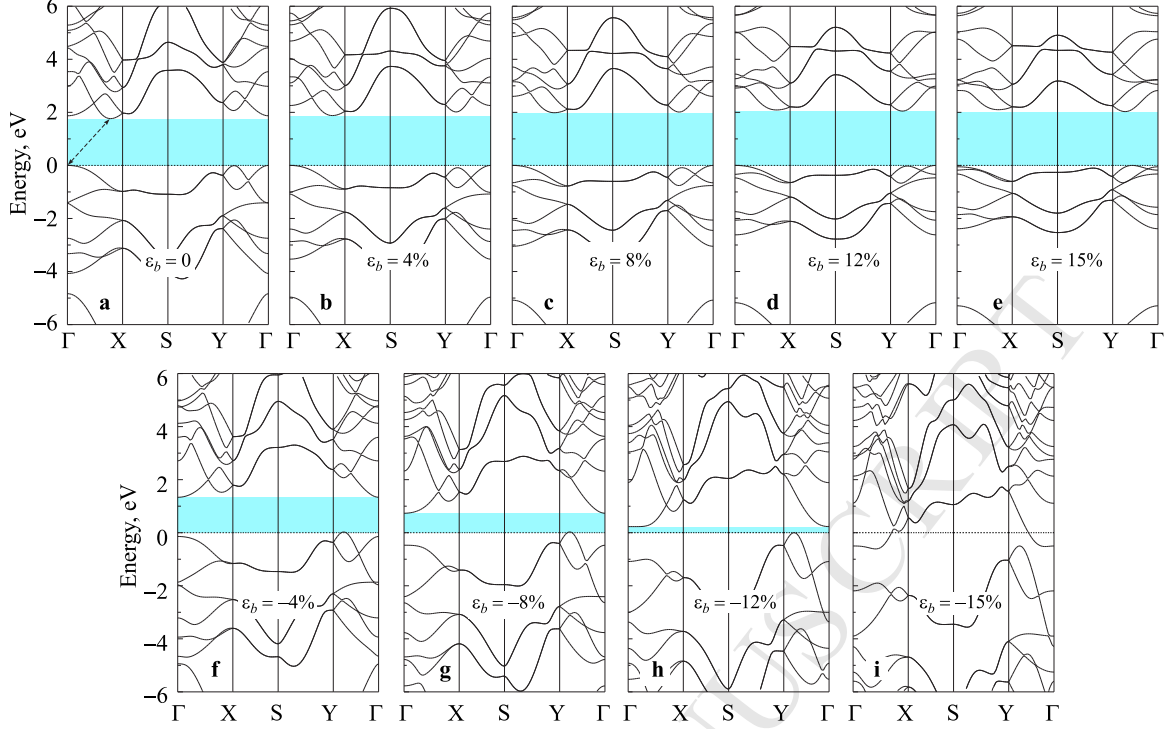 6
4
2
0
−2
−4
−6
Energy, eV
ε_b = 0
ε_b = 4%
ε_b = 8%
ε_b = 12%
ε_b = 15%
a
b
c
d
e
Γ X S Y Γ
Γ X S Y Γ
Γ X S Y Γ
Γ X S Y Γ
Γ X S Y Γ
6
4
2
0
−2
−4
−6
Energy, eV
ε_b = −4%
ε_b = −8%
ε_b = −12%
ε_b = −15%
f
g
h
i
Γ X S Y Γ
Γ X S Y Γ
Γ X S Y Γ
Γ X S Y Γ
USCRIPT